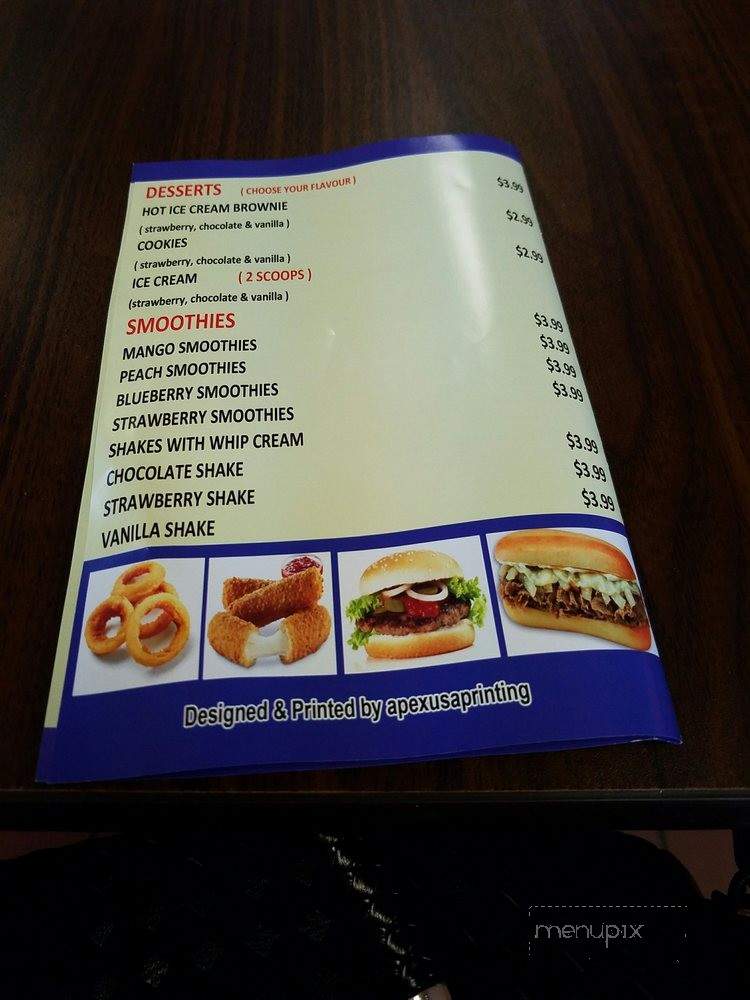 DESSERTS ( CHOOSE YOUR FLAVOUR )
HOT ICE CREAM BROWNIE $3.99
( strawberry, chocolate & vanilla )
COOKIES $2.99
( strawberry, chocolate & vanilla )
ICE CREAM ( 2 SCOOPS ) $2.99
(strawberry, chocolate & vanilla )
SMOOTHIES
MANGO SMOOTHIES $3.99
PEACH SMOOTHIES $3.99
BLUEBERRY SMOOTHIES $3.99
STRAWBERRY SMOOTHIES $3.99
SHAKES WITH WHIP CREAM
CHOCOLATE SHAKE $3.99
STRAWBERRY SHAKE $3.99
VANILLA SHAKE $3.99
Designed & Printed by apexusaprinting
menupix